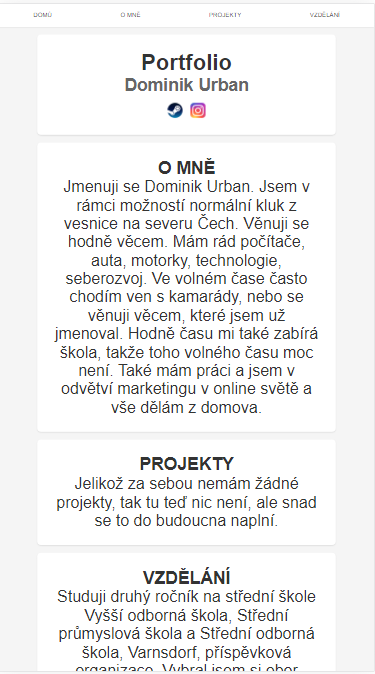 DOMŮ O MNĚ PROJEKTY VZDĚLÁNÍ
Portfolio
Dominik Urban
O MNĚ
Jmenuji se Dominik Urban. Jsem v
rámci možností normální kluk z
vesnice na severu Čech. Věnuji se
hodně věcem. Mám rád počítače,
auta, motorky, technologie,
seberozvoj. Ve volném čase často
chodím ven s kamarády, nebo se
věnuji věcem, které jsem už
jmenoval. Hodně času mi také zabírá
škola, takže toho volného času moc
není. Také mám práci a jsem v
odvětví marketingu v online světě a
vše dělám z domova.
PROJEKTY
Jelikož za sebou nemám žádné
projekty, tak tu teď nic není, ale snad
se to do budoucna naplní.
VZDĚLÁNÍ
Studuji druhý ročník na střední škole
Vyšší odborná škola, Střední
průmyslová škola a Střední odborná
škola, Varnsdorf, příspěvková
organizace. Vybral jsem si obor